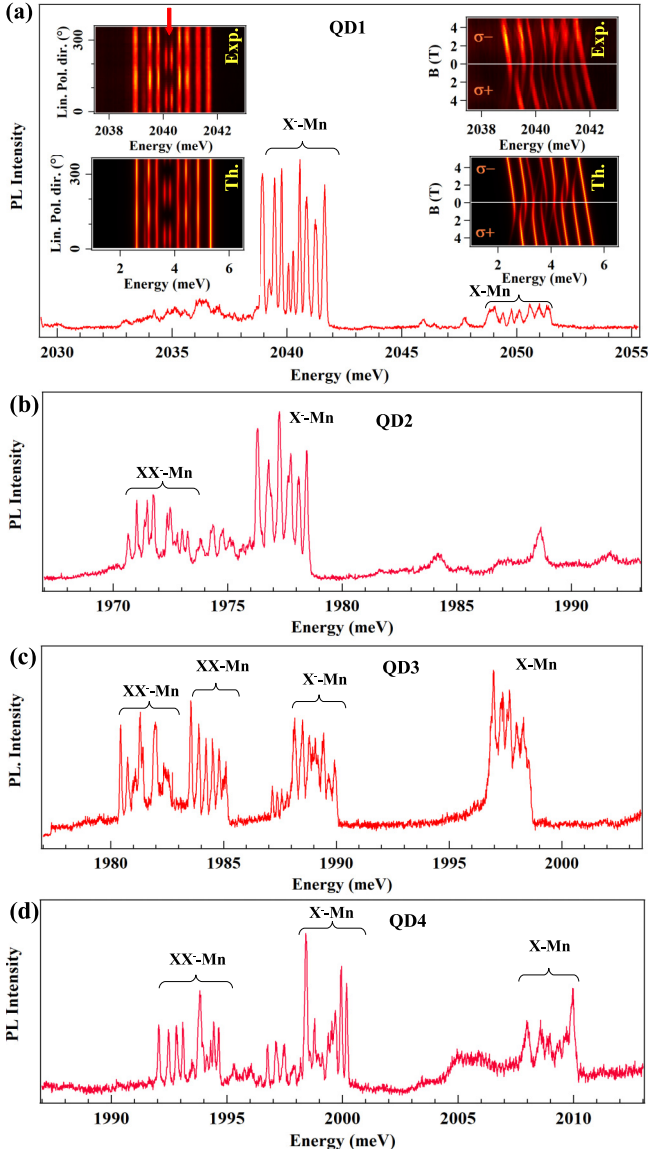 (a)
QD1
Exp.
Lin. Pol. dir. (°)
300
0
2038 2040 2042
Energy (meV)
Th.
Lin. Pol. dir. (°)
300
0
2 4 6
Energy (meV)
X⁻-Mn
Exp.
σ−
σ+
B (T)
4
2
0
2
4
2038 2040 2042
Energy (meV)
Th.
σ−
σ+
B (T)
4
2
0
2
4
2 4 6
Energy (meV)
X-Mn
PL Intensity
2030 2035 2040 2045 2050 2055
Energy (meV)
(b)
QD2
XX⁻-Mn
X⁻-Mn
PL Intensity
1970 1975 1980 1985 1990
Energy (meV)
(c)
QD3
XX⁻-Mn
XX-Mn
X⁻-Mn
X-Mn
PL. Intensity
1980 1985 1990 1995 2000
Energy (meV)
(d)
QD4
XX⁻-Mn
X⁻-Mn
X-Mn
PL Intensity
1990 1995 2000 2005 2010
Energy (meV)